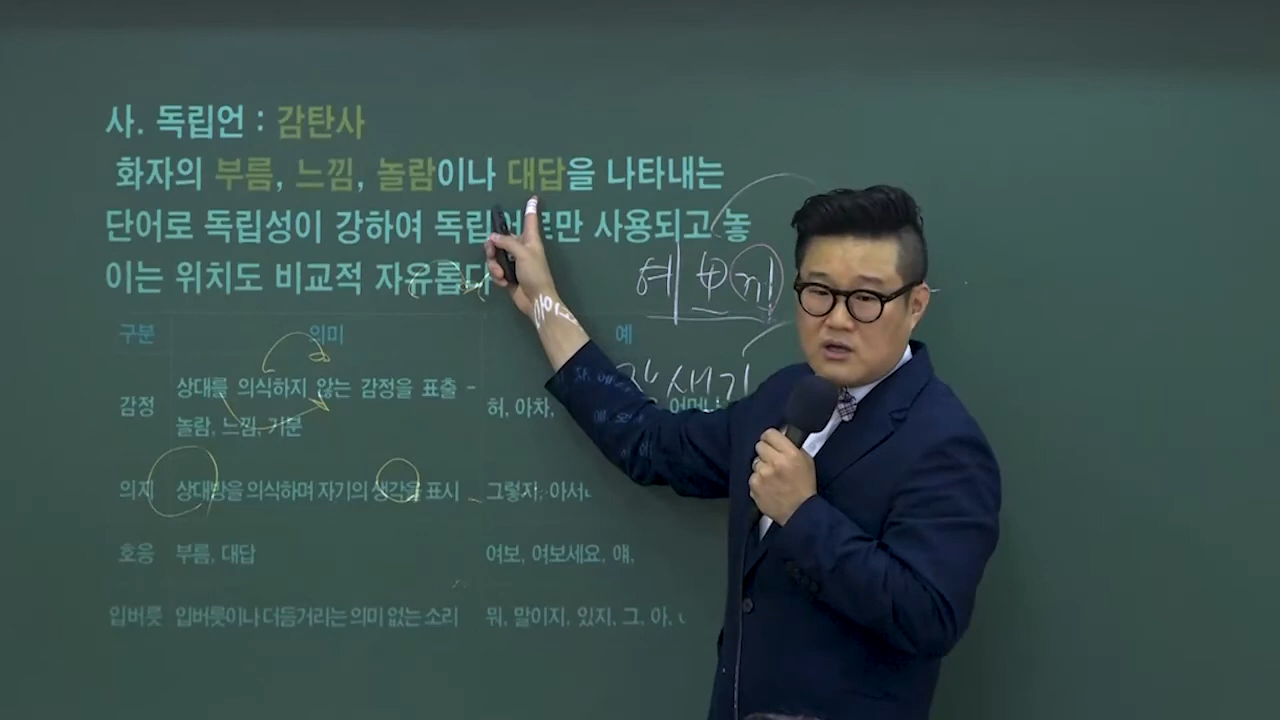 사. 독립언 : 감탄사
화자의 부름, 느낌, 놀람이나 대답을 나타내는
단어로 독립성이 강하여 독립어로만 사용되고 놓
이는 위치도 비교적 자유롭다
예 뽀끼
구분 의미 예
감정 상대를 의식하지 않는 감정을 표출 - 허, 아차,
놀람, 느낌, 기분
의지 상대방을 의식하며 자기의 생각을 표시 그렇지, 아서
호응 부름, 대답 여보, 여보세요, 얘,
입버릇 입버릇이나 더듬거리는 의미 없는 소리 뭐, 말이지, 있지, 그, 아,